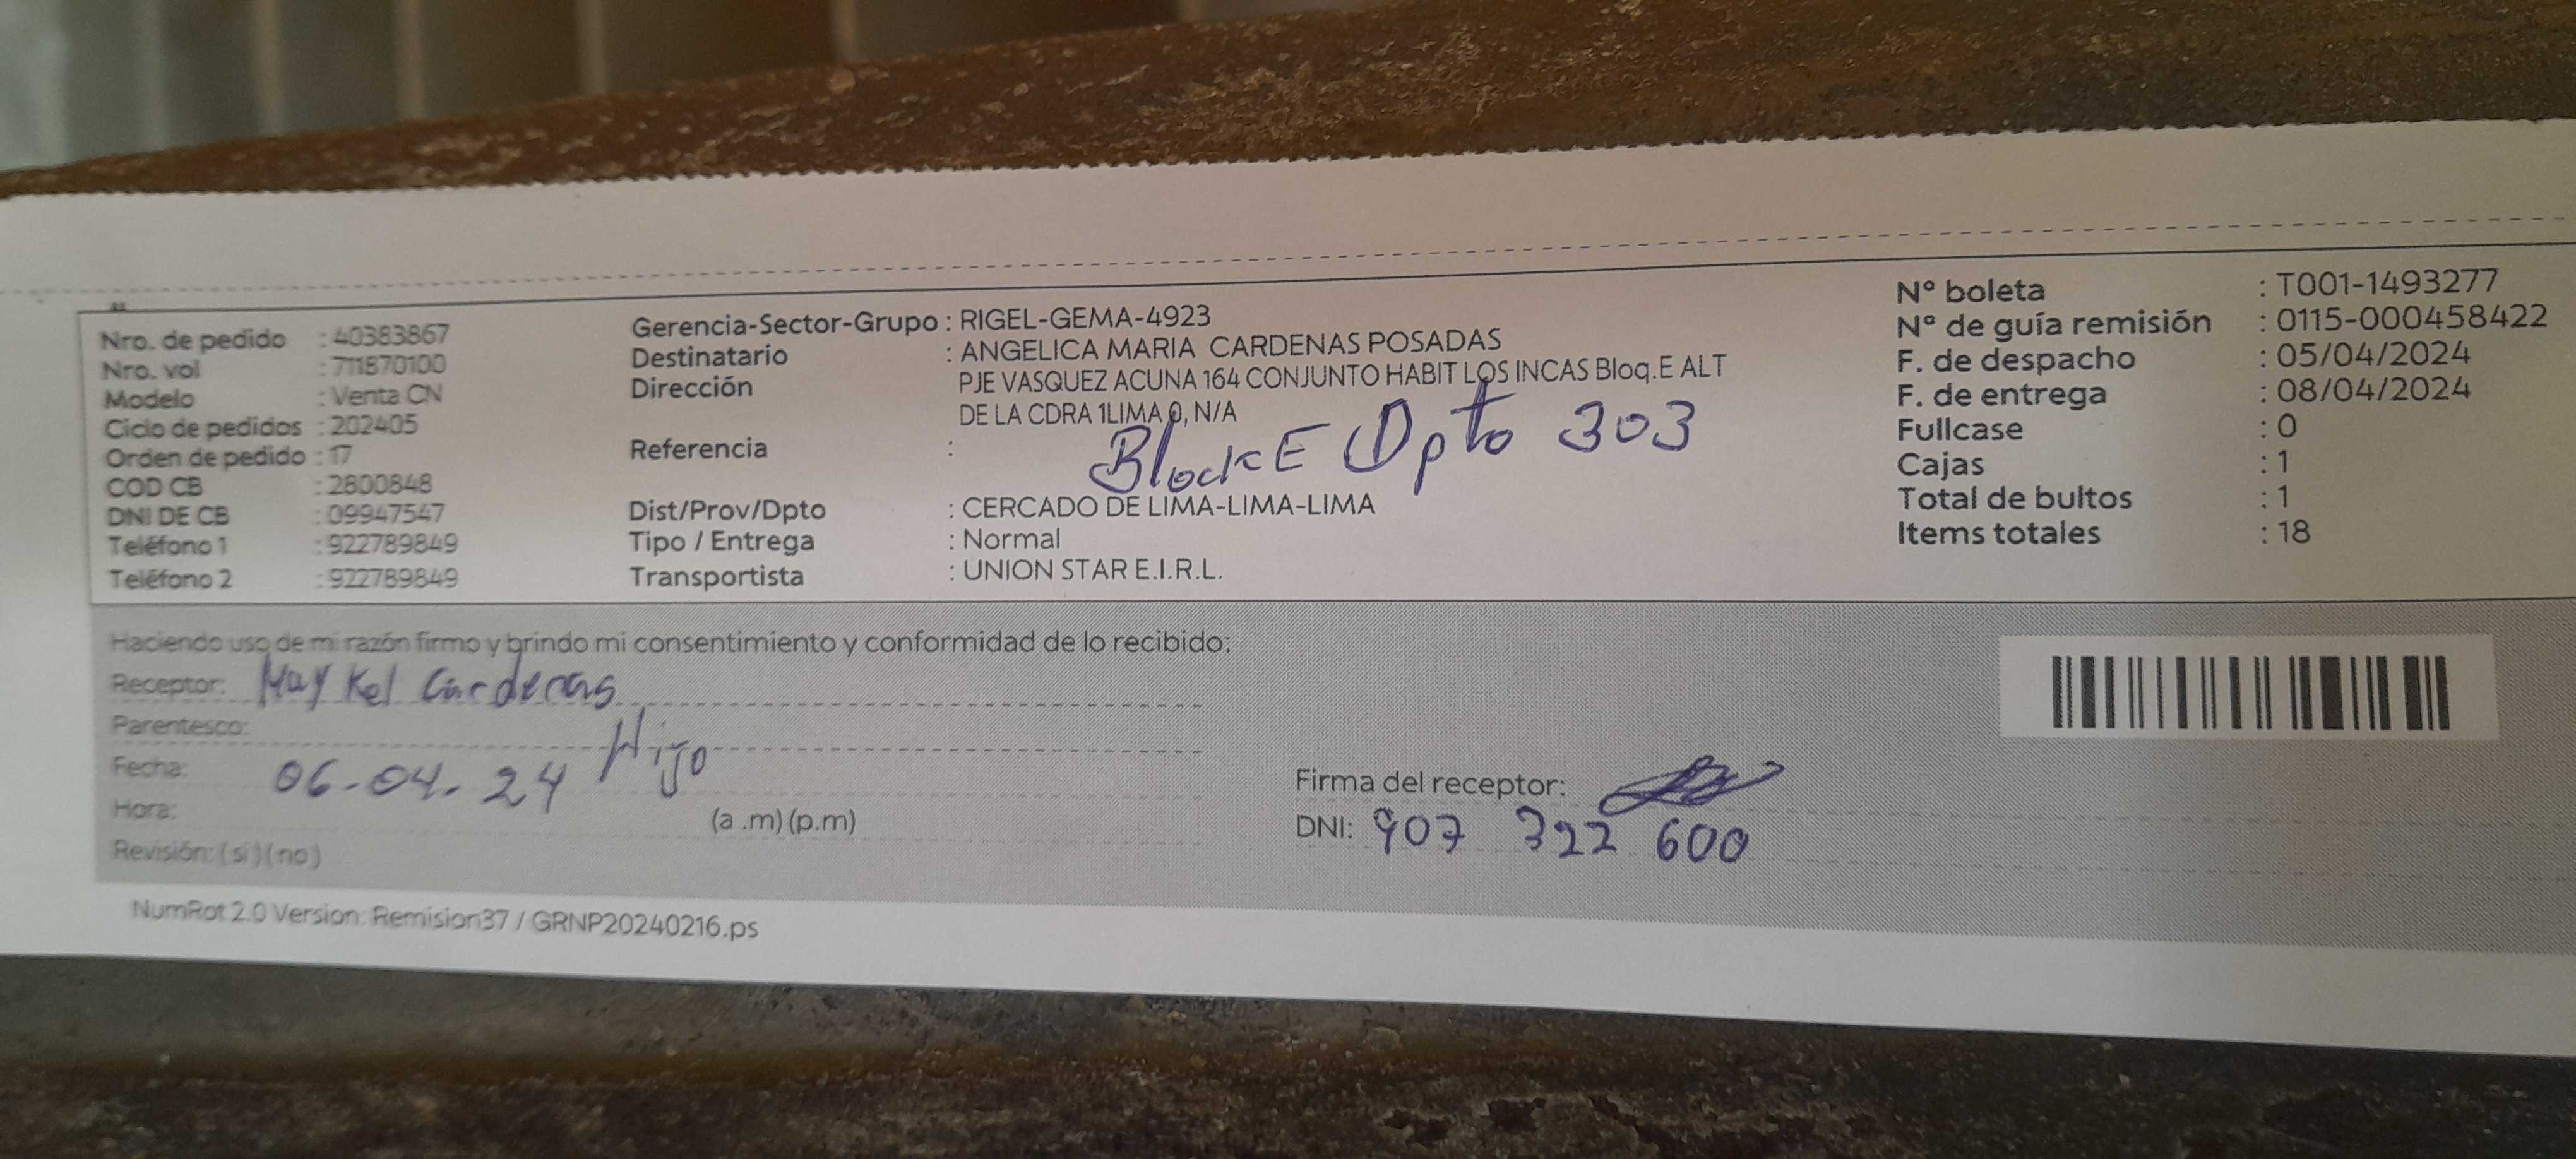 Nro. de pedido : 40383867
Nro. vol : 711870100
Modelo : Venta CN
Ciclo de pedidos : 202405
Orden de pedido : 17
COD CB : 2800848
DNI DE CB : 09947547
Teléfono 1 : 922789849
Teléfono 2 : 922789849
Gerencia-Sector-Grupo : RIGEL-GEMA-4923
Destinatario : ANGELICA MARIA CARDENAS POSADAS
Dirección PJE VASQUEZ ACUNA 164 CONJUNTO HABIT LOS INCAS Bloq.E ALT
DE LA CDRA 1LIMA 0, N/A
Referencia : Block E Dpto 303
Dist/Prov/Dpto : CERCADO DE LIMA-LIMA-LIMA
Tipo / Entrega : Normal
Transportista : UNION STAR E.I.R.L.
N° boleta : T001-1493277
N° de guía remisión : 0115-000458422
F. de despacho : 05/04/2024
F. de entrega : 08/04/2024
Fullcase : 0
Cajas : 1
Total de bultos : 1
Items totales : 18
Haciendo uso de mi razón firmo y brindo mi consentimiento y conformidad de lo recibido:
Receptor: Maykel Cardenas
Parentesco: Hijo
Fecha: 06-04-24
Hora: (a .m) (p.m)
Revisión: ( si ) ( no )
Firma del receptor:
DNI: 907 322 600
NumRot 2.0 Version: Remision37 / GRNP20240216.ps